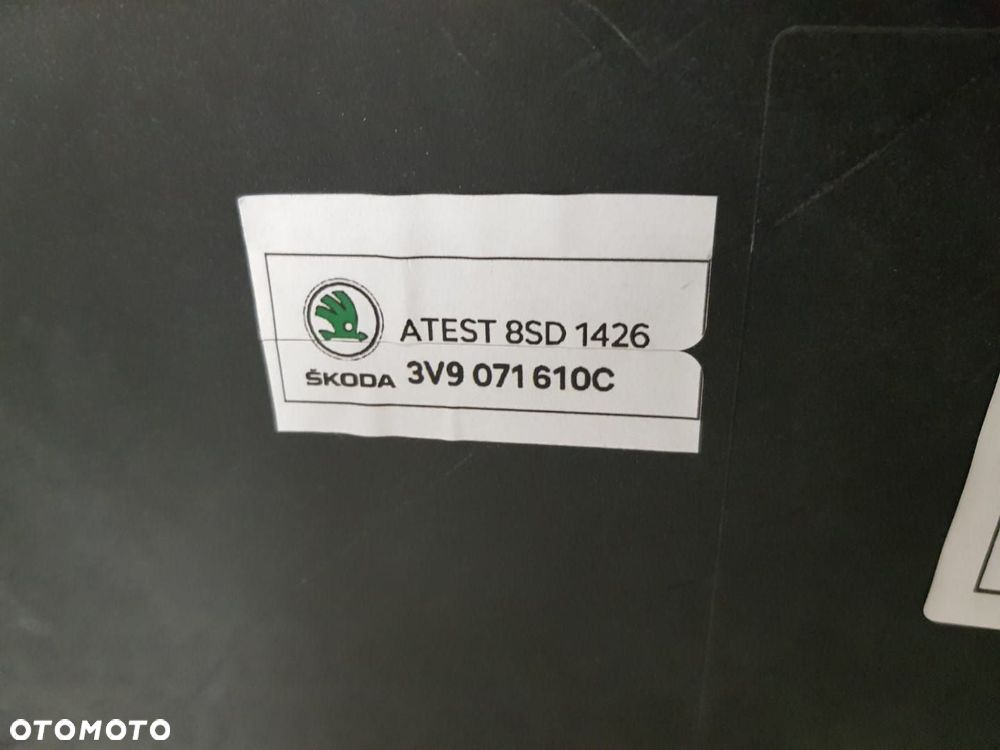 ATEST 8SD 1426
ŠKODA 3V9 071 610C
OTOMOTO